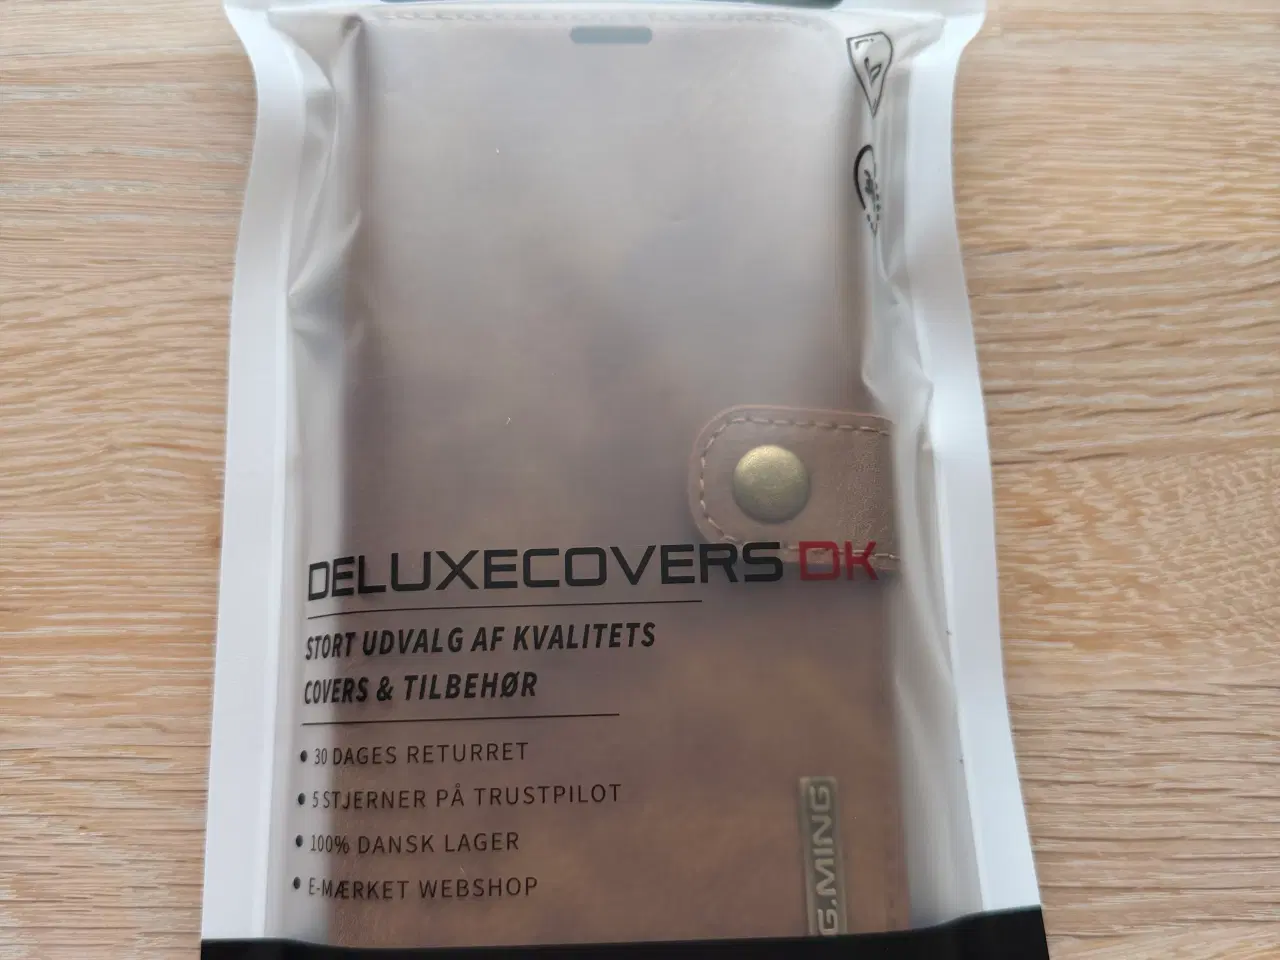 DELUXECOVERS DK
STORT UDVALG AF KVALITETS
COVERS & TILBEHØR
• 30 DAGES RETURRET
• 5 STJERNER PÅ TRUSTPILOT
• 100% DANSK LAGER
• E-MÆRKET WEBSHOP
G.MING